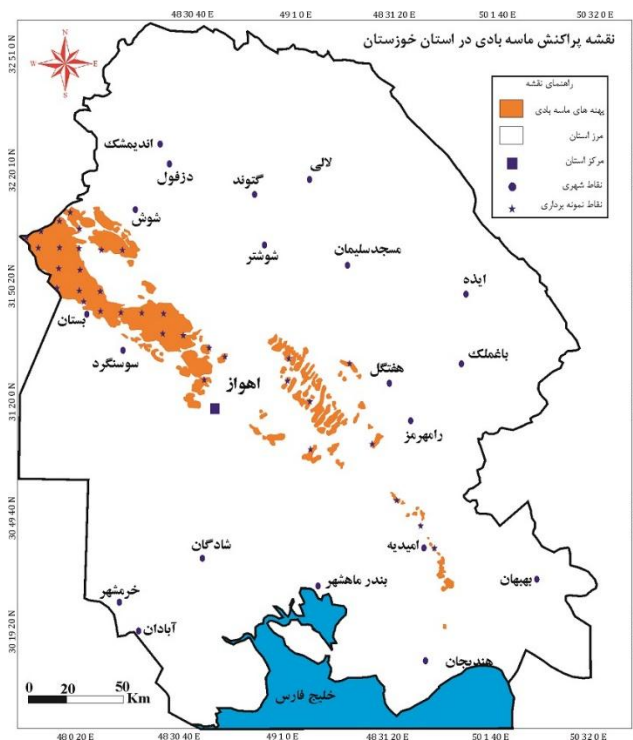 48 30 40 E
49 1 0 E
48 31 20 E
50 1 40 E
50 32 0 E
نقشه پراکنش ماسه بادی در استان خوزستان
راهنمای نقشه
پهنه های ماسه بادی
مرز استان
مرکز استان
نقاط شهری
نقاط نمونه برداری
N
W
E
S
32 51 0 N
32 20 10 N
31 50 20 N
31 20 0 N
30 49 40 N
30 19 20 N
اندیمشک
دزفول
لالی
گتوند
شوش
شوشتر
مسجدسلیمان
ایذه
بستان
سوسنگرد
باغملک
هفتگل
اهواز
رامهرمز
امیدیه
شادگان
بندر ماهشهر
بهبهان
خرمشهر
آبادان
هندیجان
خلیج فارس
0 20 50
Km
48 0 20 E
48 30 40 E
49 1 0 E
48 31 20 E
50 1 40 E
50 32 0 E